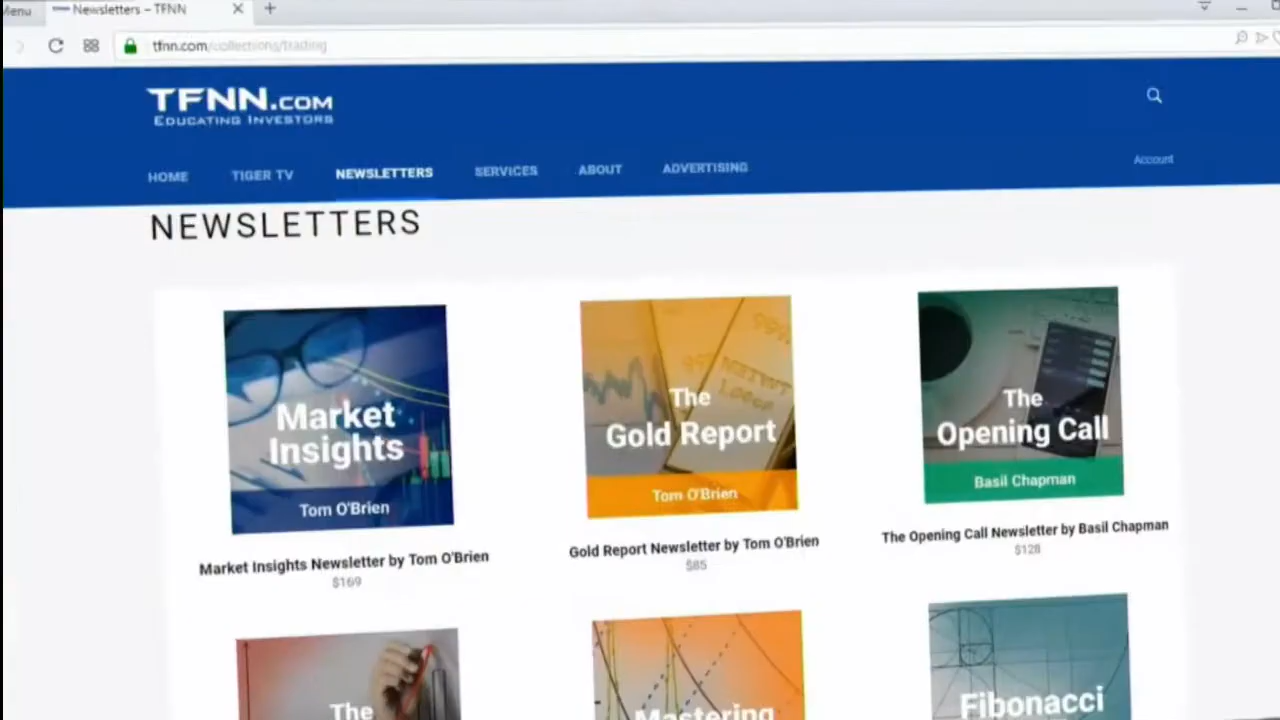 Menu
Newsletters – TFNN
tfnn.com/collections/trading
TFNN.COM
EDUCATING INVESTORS
HOME TIGER TV NEWSLETTERS SERVICES ABOUT ADVERTISING Account
NEWSLETTERS
Market
Insights
Tom O'Brien
Market Insights Newsletter by Tom O'Brien
$169
The
Gold Report
Tom O'Brien
Gold Report Newsletter by Tom O'Brien
$85
The
Opening Call
Basil Chapman
The Opening Call Newsletter by Basil Chapman
$128
The
Mastering
Fibonacci